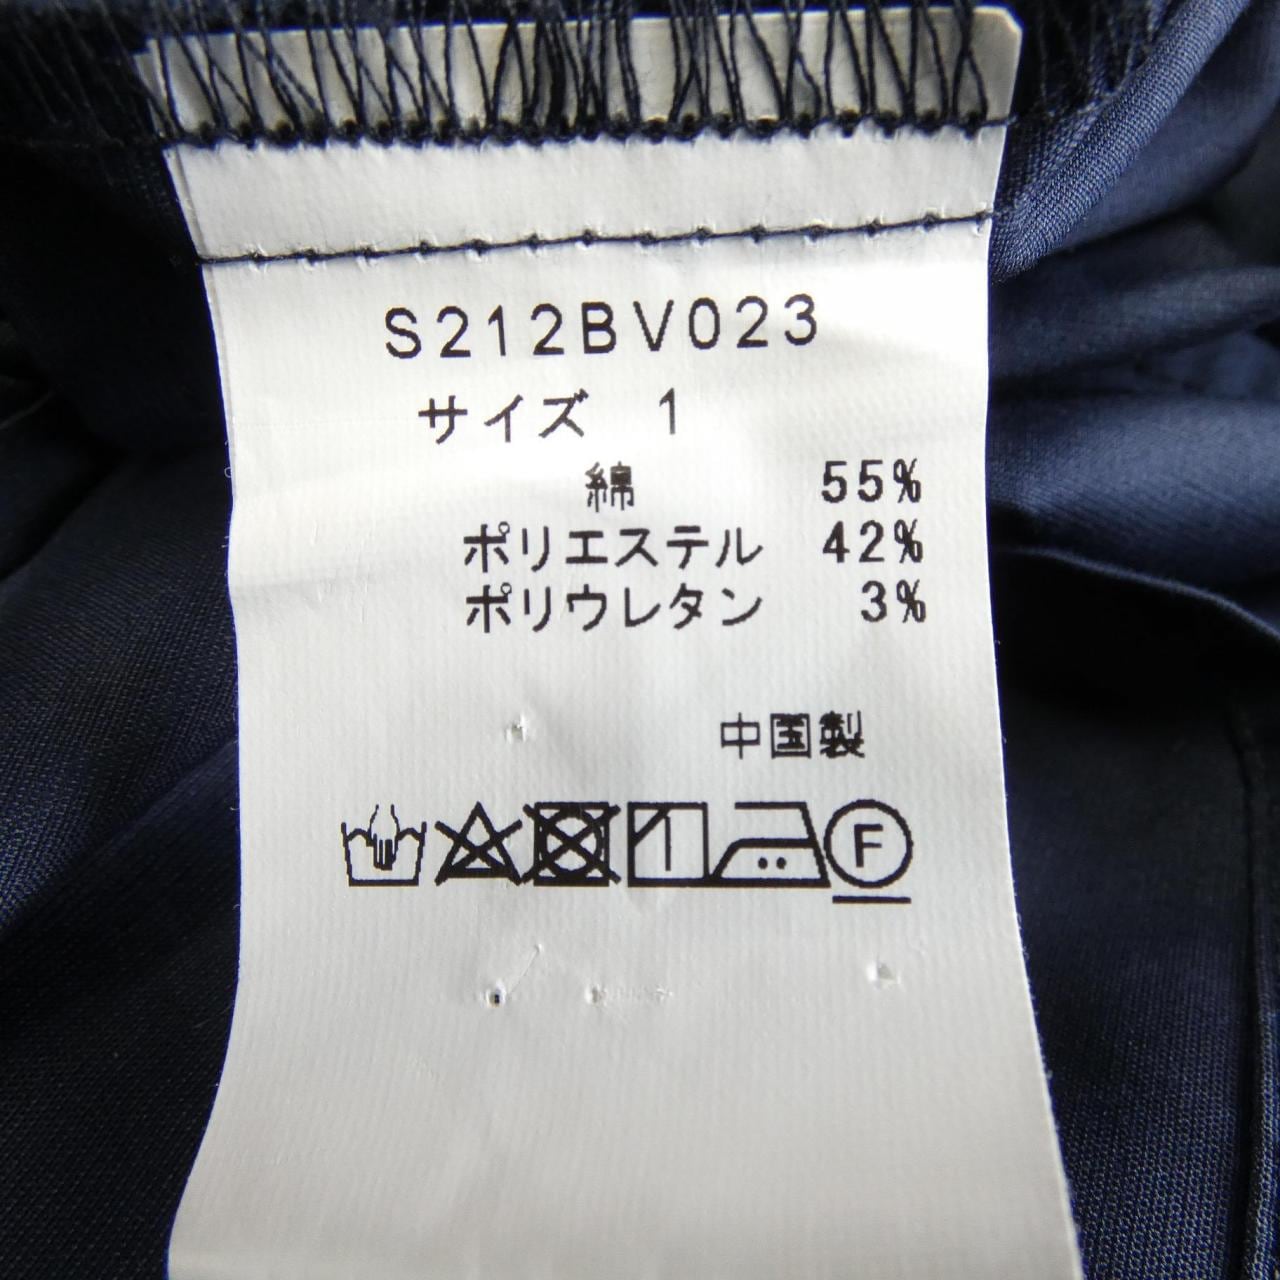 S212BV023
サイズ 1
綿 55%
ポリエステル 42%
ポリウレタン 3%
中国製
F